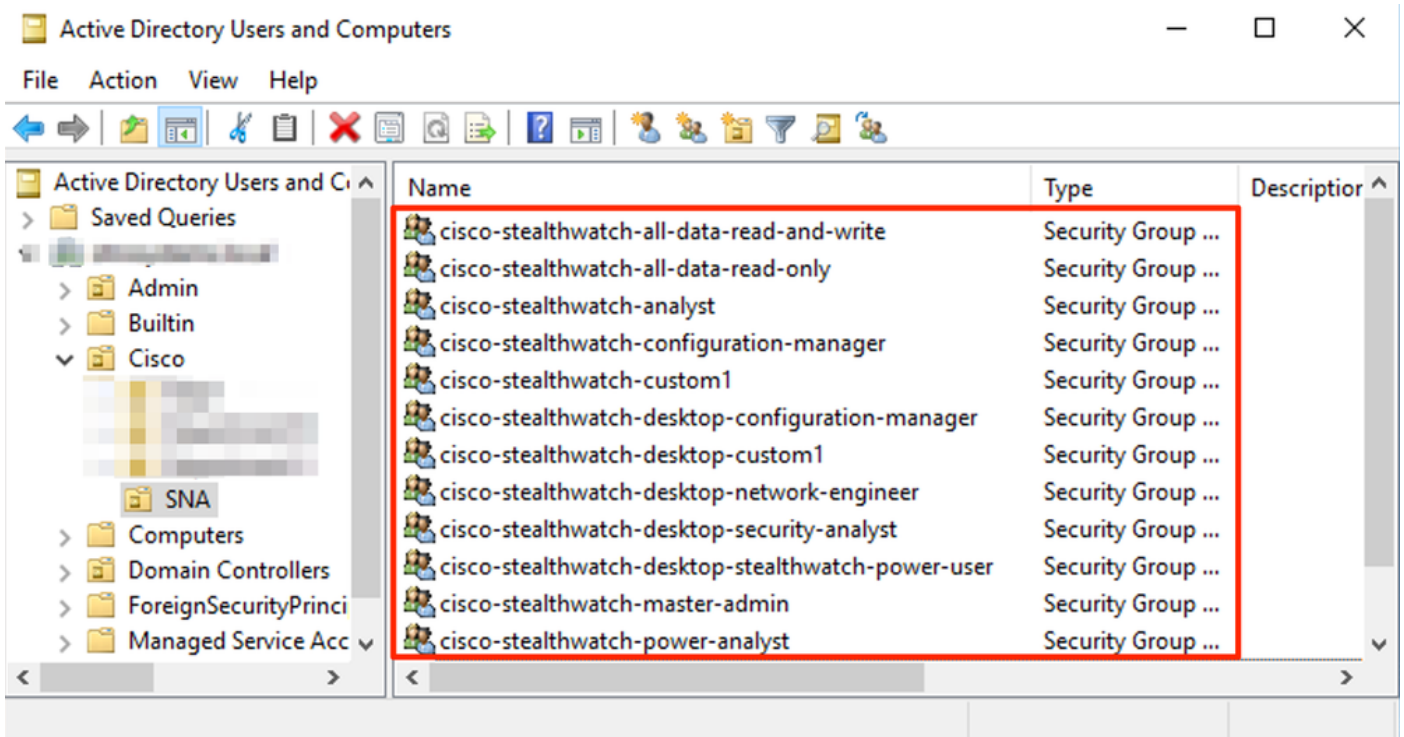 Active Directory Users and Computers
File Action View Help
Active Directory Users and C
Saved Queries
Admin
Builtin
Cisco
SNA
Computers
Domain Controllers
ForeignSecurityPrinci
Managed Service Acc
Name Type Descriptior
cisco-stealthwatch-all-data-read-and-write Security Group ...
cisco-stealthwatch-all-data-read-only Security Group ...
cisco-stealthwatch-analyst Security Group ...
cisco-stealthwatch-configuration-manager Security Group ...
cisco-stealthwatch-custom1 Security Group ...
cisco-stealthwatch-desktop-configuration-manager Security Group ...
cisco-stealthwatch-desktop-custom1 Security Group ...
cisco-stealthwatch-desktop-network-engineer Security Group ...
cisco-stealthwatch-desktop-security-analyst Security Group ...
cisco-stealthwatch-desktop-stealthwatch-power-user Security Group ...
cisco-stealthwatch-master-admin Security Group ...
cisco-stealthwatch-power-analyst Security Group ...